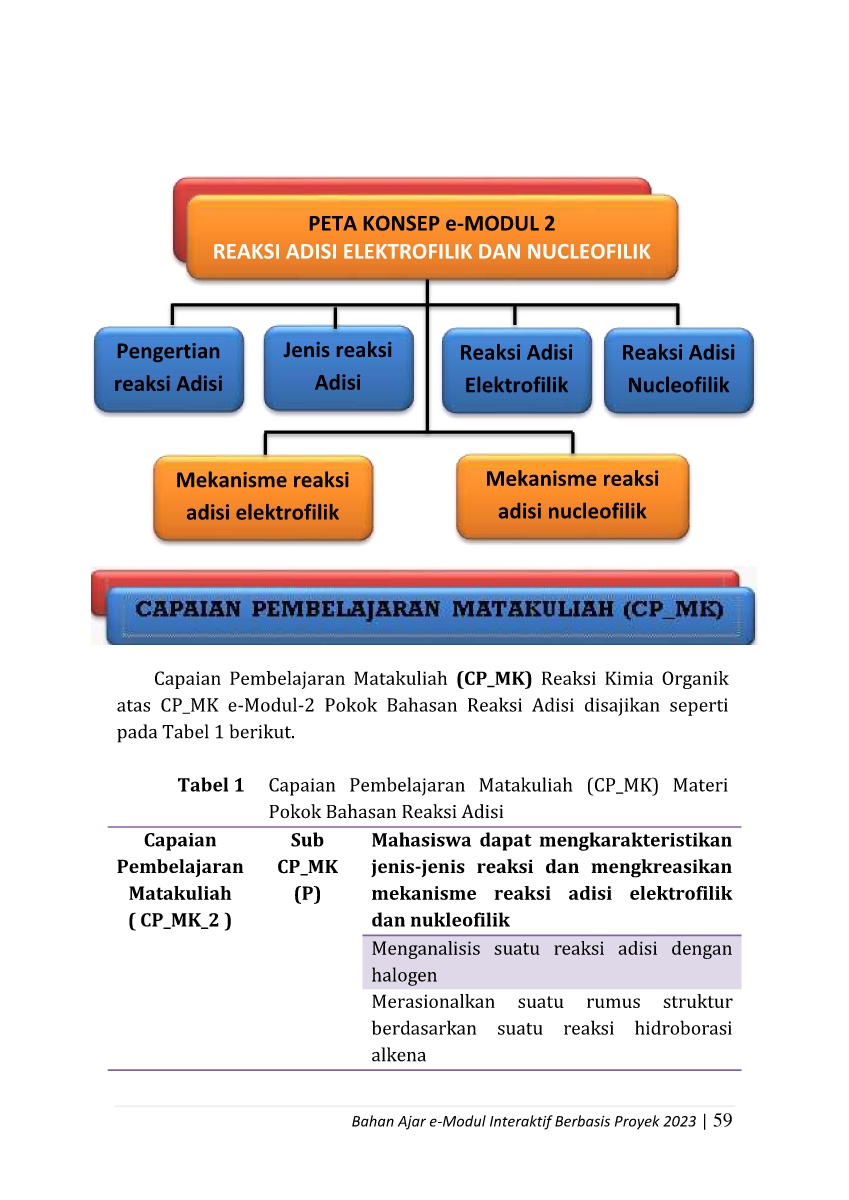 PETA KONSEP e-MODUL 2
REAKSI ADISI ELEKTROFILIK DAN NUCLEOFILIK
Pengertian
reaksi Adisi
Jenis reaksi
Adisi
Reaksi Adisi
Elektrofilik
Reaksi Adisi
Nucleofilik
Mekanisme reaksi
adisi elektrofilik
Mekanisme reaksi
adisi nucleofilik
CAPAIAN PEMBELAJARAN MATAKULIAH (CP_MK)
Capaian Pembelajaran Matakuliah (CP_MK) Reaksi Kimia Organik
atas CP_MK e-Modul-2 Pokok Bahasan Reaksi Adisi disajikan seperti
pada Tabel 1 berikut.
Tabel 1 Capaian Pembelajaran Matakuliah (CP_MK) Materi
Pokok Bahasan Reaksi Adisi
Capaian
Pembelajaran
Matakuliah
( CP_MK_2 )
Sub
CP_MK
(P)
Mahasiswa dapat mengkarakteristikan
jenis-jenis reaksi dan mengkreasikan
mekanisme reaksi adisi elektrofilik
dan nukleofilik
Menganalisis suatu reaksi adisi dengan
halogen
Merasionalkan suatu rumus struktur
berdasarkan suatu reaksi hidroborasi
alkena
Bahan Ajar e-Modul Interaktif Berbasis Proyek 2023 | 59